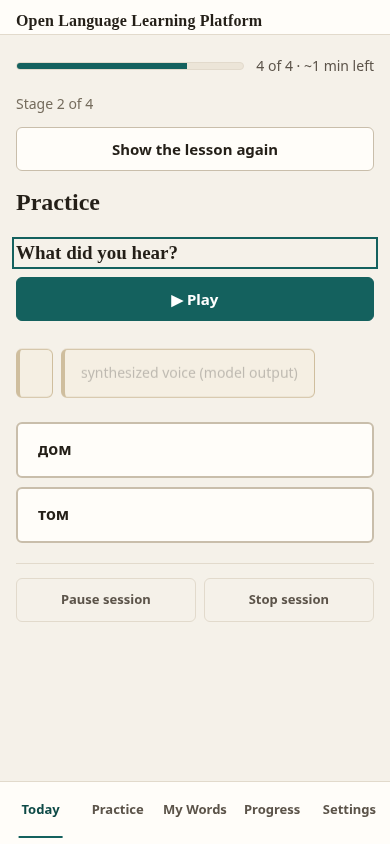 Open Language Learning Platform
4 of 4 · ~1 min left
Stage 2 of 4
Show the lesson again
Practice
What did you hear?
▶ Play
synthesized voice (model output)
дом
том
Pause session
Stop session
Today
Practice
My Words
Progress
Settings